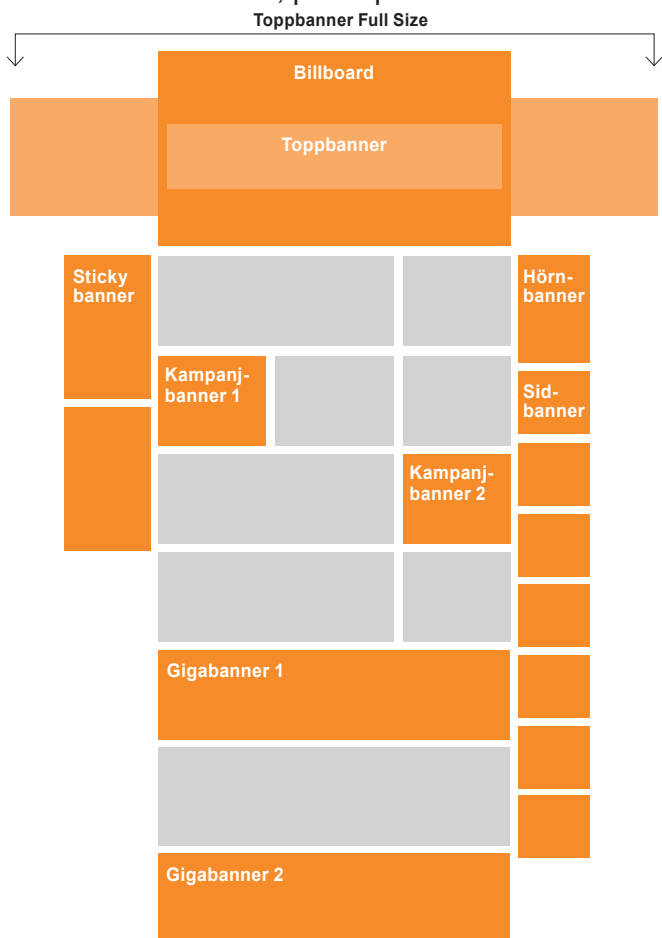 Toppbanner Full Size
Billboard
Toppbanner
Sticky
banner
Hörn-
banner
Kampanj-
banner 1
Sid-
banner
Kampanj-
banner 2
Gigabanner 1
Gigabanner 2